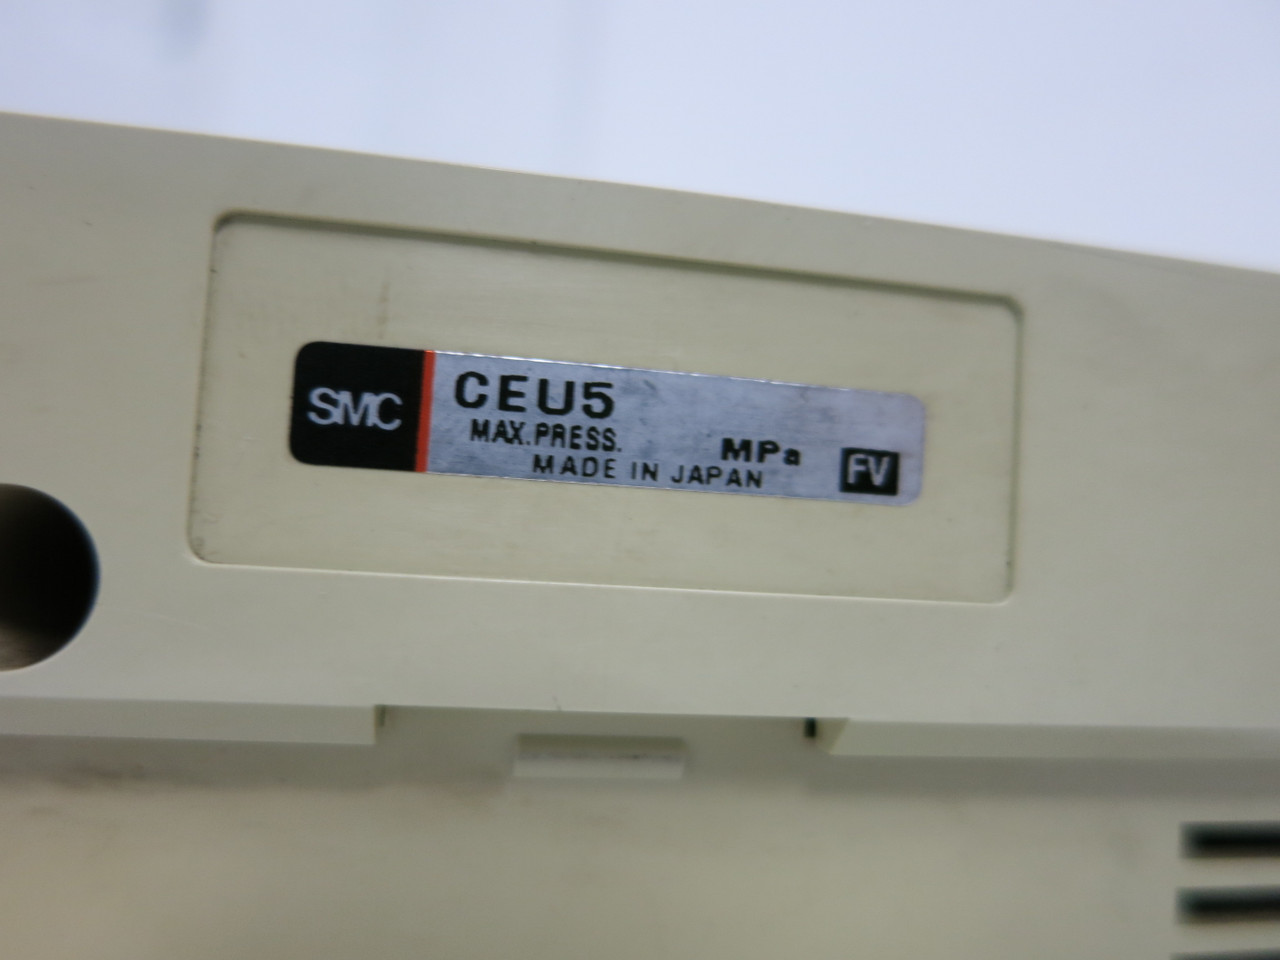 SMC
CEU5
MAX.PRESS. MPa
MADE IN JAPAN
FV